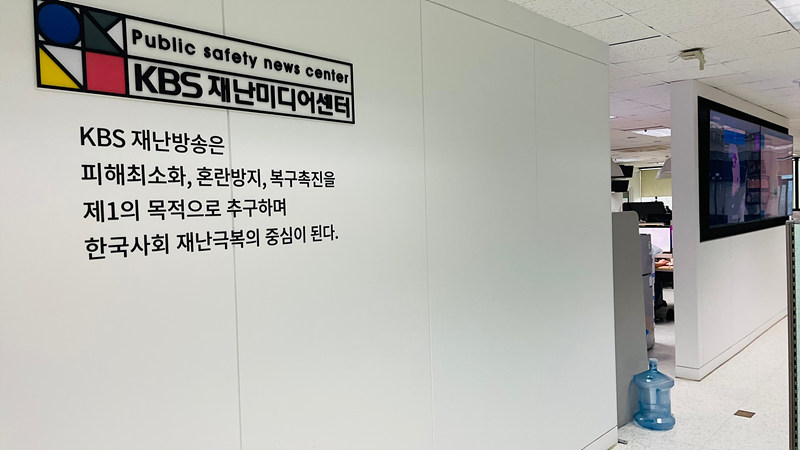 Public safety news center
KBS 재난미디어센터
KBS 재난방송은
피해최소화, 혼란방지, 복구촉진을
제1의 목적으로 추구하며
한국사회 재난극복의 중심이 된다.